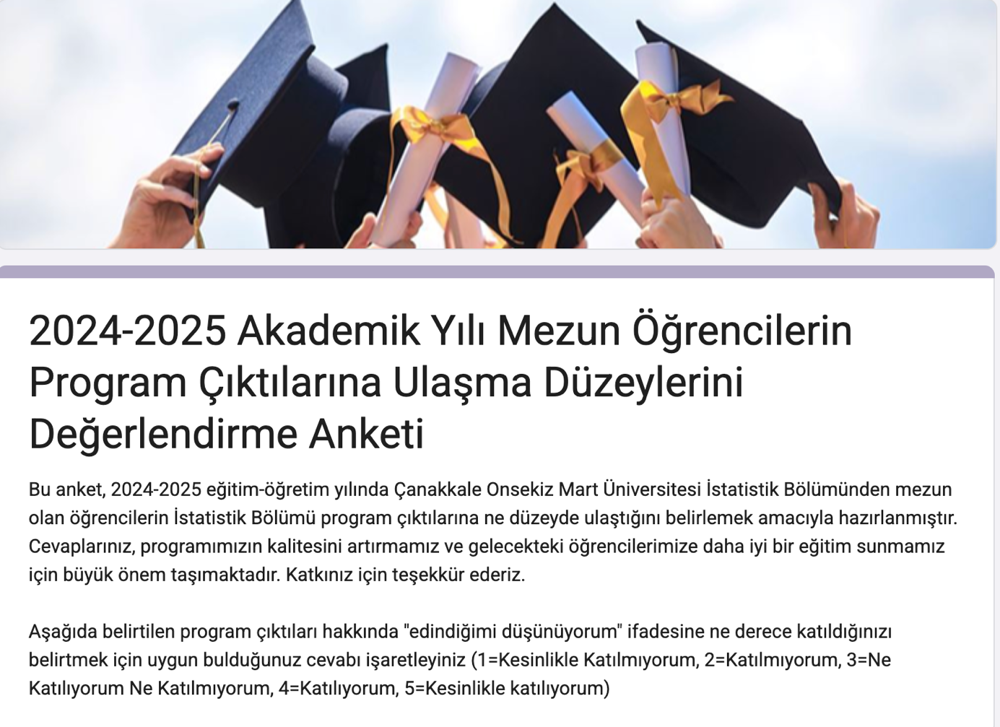 2024-2025 Akademik Yılı Mezun Öğrencilerin
Program Çıktılarına Ulaşma Düzeylerini
Değerlendirme Anketi
Bu anket, 2024-2025 eğitim-öğretim yılında Çanakkale Onsekiz Mart Üniversitesi İstatistik Bölümünden mezun
olan öğrencilerin İstatistik Bölümü program çıktılarına ne düzeyde ulaştığını belirlemek amacıyla hazırlanmıştır.
Cevaplarınız, programımızın kalitesini artırmamız ve gelecekteki öğrencilerimize daha iyi bir eğitim sunmamız
için büyük önem taşımaktadır. Katkınız için teşekkür ederiz.
Aşağıda belirtilen program çıktıları hakkında "edindiğimi düşünüyorum" ifadesine ne derece katıldığınızı
belirtmek için uygun bulduğunuz cevabı işaretleyiniz (1=Kesinlikle Katılmıyorum, 2=Katılmıyorum, 3=Ne
Katılıyorum Ne Katılmıyorum, 4=Katılıyorum, 5=Kesinlikle katılıyorum)